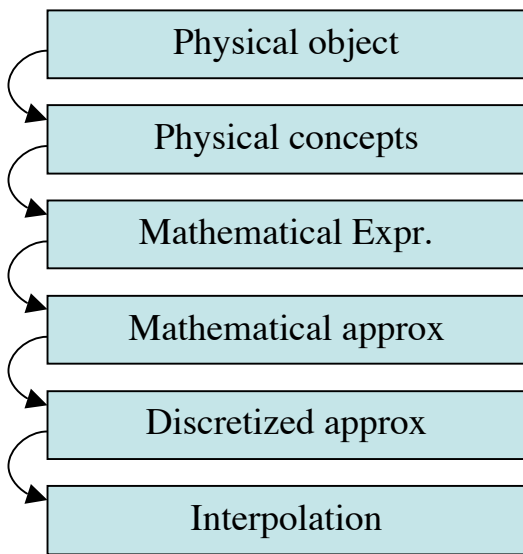 Physical object
Physical concepts
Mathematical Expr.
Mathematical approx
Discretized approx
Interpolation